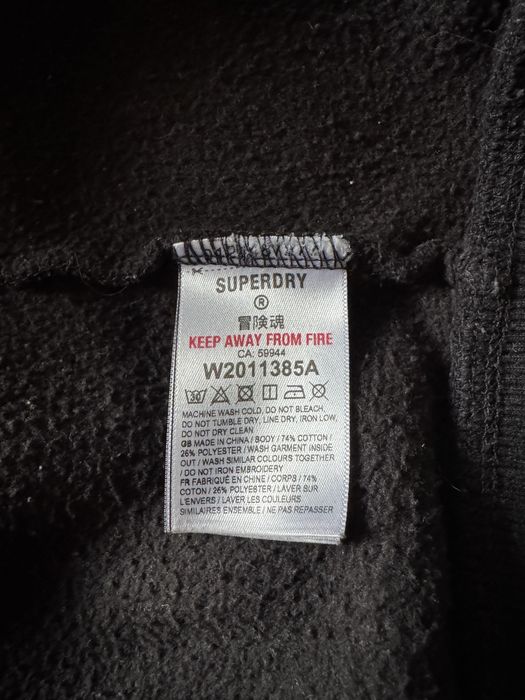 SUPERDRY
®
冒険魂
KEEP AWAY FROM FIRE
CA: 59944
W2011385A
MACHINE WASH COLD, DO NOT BLEACH,
DO NOT TUMBLE DRY, LINE DRY, IRON LOW,
DO NOT DRY CLEAN
GB MADE IN CHINA / BODY / 74% COTTON /
26% POLYESTER / WASH GARMENT INSIDE
OUT / WASH SIMILAR COLOURS TOGETHER
/ DO NOT IRON EMBROIDERY
FR FABRIQUÉ EN CHINE / CORPS / 74%
COTON / 26% POLYESTER / LAVER SUR
L'ENVERS / LAVER LES COULEURS
SIMILAIRES ENSEMBLE / NE PAS REPASSER